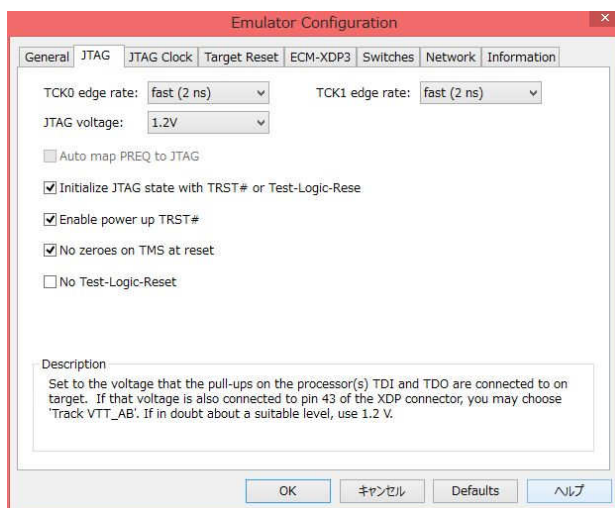 Emulator Configuration
General JTAG JTAG Clock Target Reset ECM-XDP3 Switches Network Information
TCK0 edge rate: fast (2 ns) TCK1 edge rate: fast (2 ns)
JTAG voltage: 1.2V
Auto map PREQ to JTAG
Initialize JTAG state with TRST# or Test-Logic-Rese
Enable power up TRST#
No zeroes on TMS at reset
No Test-Logic-Reset
Description
Set to the voltage that the pull-ups on the processor(s) TDI and TDO are connected to on
target. If that voltage is also connected to pin 43 of the XDP connector, you may choose
'Track VTT_AB'. If in doubt about a suitable level, use 1.2 V.
OK キャンセル Defaults ヘルプ